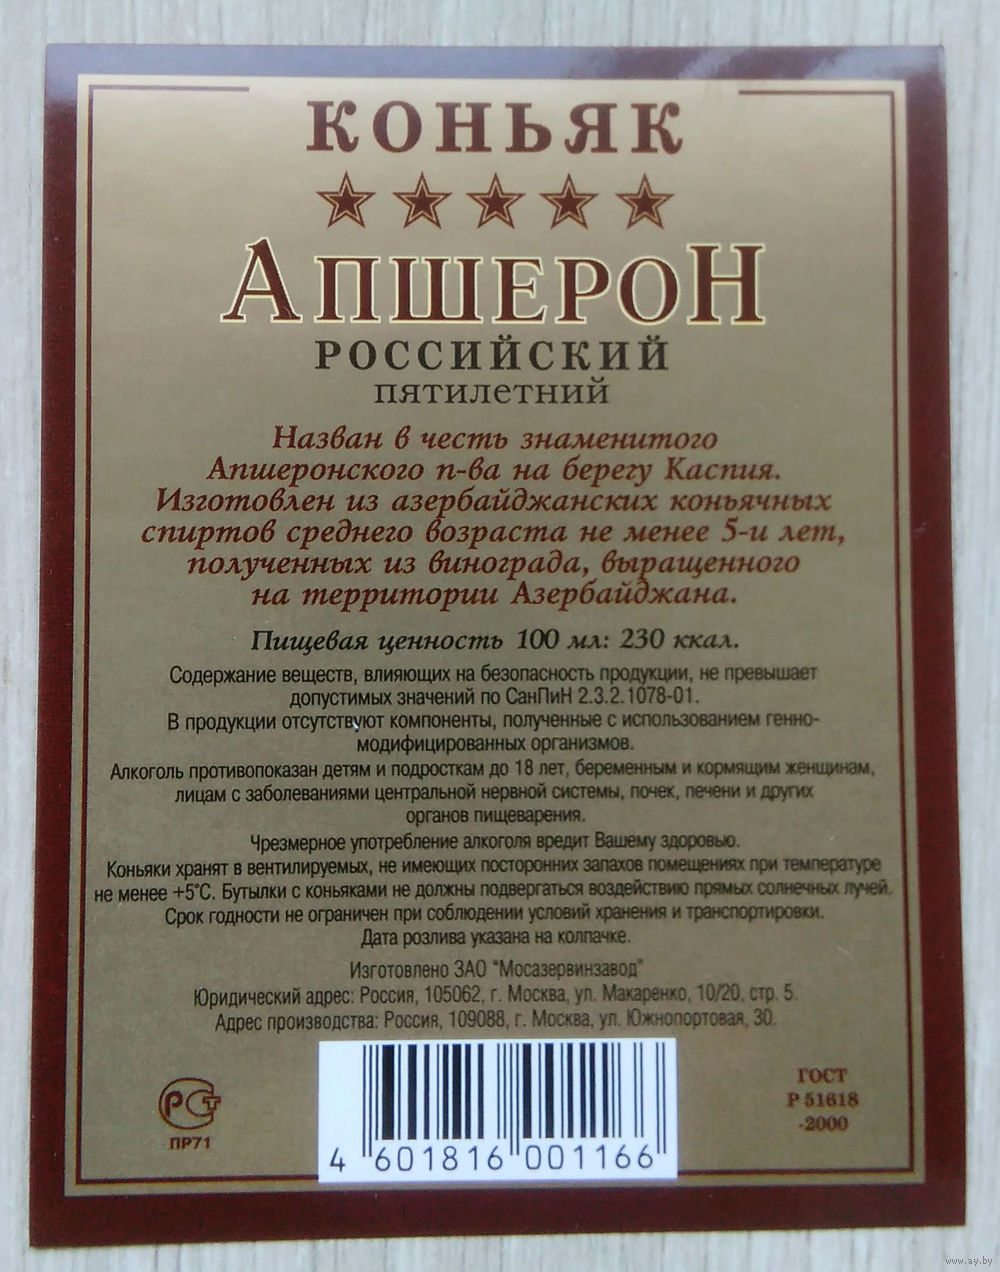 КОНЬЯК
АПШЕРОН
РОССИЙСКИЙ
ПЯТИЛЕТНИЙ
Назван в честь знаменитого
Апшеронского п-ва на берегу Каспия.
Изготовлен из азербайджанских коньячных
спиртов среднего возраста не менее 5-и лет,
полученных из винограда, выращенного
на территории Азербайджана.
Пищевая ценность 100 мл: 230 ккал.
Содержание веществ, влияющих на безопасность продукции, не превышает
допустимых значений по СанПиН 2.3.2.1078-01.
В продукции отсутствуют компоненты, полученные с использованием генно-
модифицированных организмов.
Алкоголь противопоказан детям и подросткам до 18 лет, беременным и кормящим женщинам,
лицам с заболеваниями центральной нервной системы, почек, печени и других
органов пищеварения.
Чрезмерное употребление алкоголя вредит Вашему здоровью.
Коньяки хранят в вентилируемых, не имеющих посторонних запахов помещениях при температуре
не менее +5°С. Бутылки с коньяками не должны подвергаться воздействию прямых солнечных лучей.
Срок годности не ограничен при соблюдении условий хранения и транспортировки.
Дата розлива указана на колпачке.
Изготовлено ЗАО "Мосазервинзавод"
Юридический адрес: Россия, 105062, г. Москва, ул. Макаренко, 10/20, стр. 5.
Адрес производства: Россия, 109088, г. Москва, ул. Южнопортовая, 30.
РСТ
ПР71
ГОСТ
Р 51618
-2000
4 601816 001166
www.ay.by